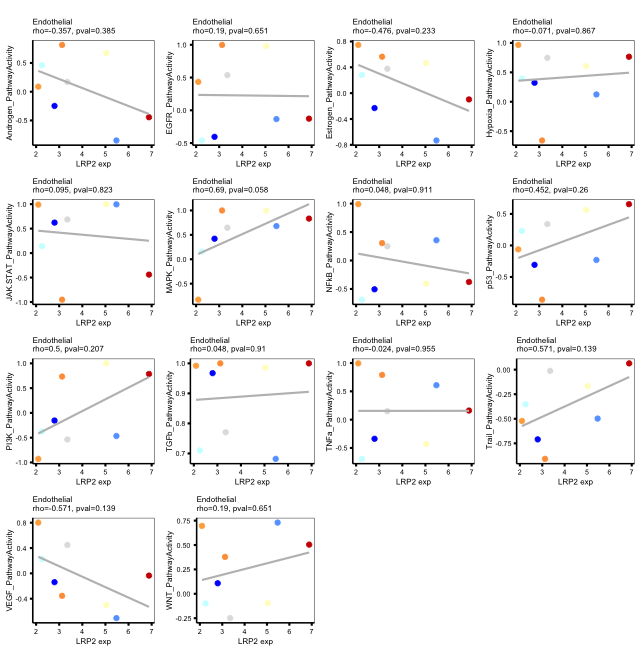 Endothelial
rho=-0.357, pval=0.385
Androgen_PathwayActivity
0.5
0.0
-0.5
2 3 4 5 6 7
LRP2 exp
Endothelial
rho=0.19, pval=0.651
EGFR_PathwayActivity
1.0
0.5
0.0
-0.5
2 3 4 5 6 7
LRP2 exp
Endothelial
rho=-0.476, pval=0.233
Estrogen_PathwayActivity
0.8
0.4
0.0
-0.4
-0.8
2 3 4 5 6 7
LRP2 exp
Endothelial
rho=-0.071, pval=0.867
Hypoxia_PathwayActivity
1.0
0.5
0.0
-0.5
2 3 4 5 6 7
LRP2 exp
Endothelial
rho=0.095, pval=0.823
JAK.STAT_PathwayActivity
1.0
0.5
0.0
-0.5
-1.0
2 3 4 5 6 7
LRP2 exp
Endothelial
rho=0.69, pval=0.058
MAPK_PathwayActivity
1.0
0.5
0.0
-0.5
2 3 4 5 6 7
LRP2 exp
Endothelial
rho=0.048, pval=0.911
NFkB_PathwayActivity
1.0
0.5
0.0
-0.5
2 3 4 5 6 7
LRP2 exp
Endothelial
rho=0.452, pval=0.26
p53_PathwayActivity
0.5
0.0
-0.5
2 3 4 5 6 7
LRP2 exp
Endothelial
rho=0.5, pval=0.207
PI3K_PathwayActivity
1.0
0.5
0.0
-0.5
2 3 4 5 6 7
LRP2 exp
Endothelial
rho=0.048, pval=0.91
TGFb_PathwayActivity
1.0
0.9
0.8
0.7
2 3 4 5 6 7
LRP2 exp
Endothelial
rho=-0.024, pval=0.955
TNFa_PathwayActivity
1.0
0.5
0.0
-0.5
2 3 4 5 6 7
LRP2 exp
Endothelial
rho=0.571, pval=0.139
Trail_PathwayActivity
0.00
-0.25
-0.50
-0.75
2 3 4 5 6 7
LRP2 exp
Endothelial
rho=-0.571, pval=0.139
VEGF_PathwayActivity
0.8
0.4
0.0
-0.4
2 3 4 5 6 7
LRP2 exp
Endothelial
rho=0.19, pval=0.651
WNT_PathwayActivity
0.75
0.50
0.25
0.00
-0.25
2 3 4 5 6 7
LRP2 exp